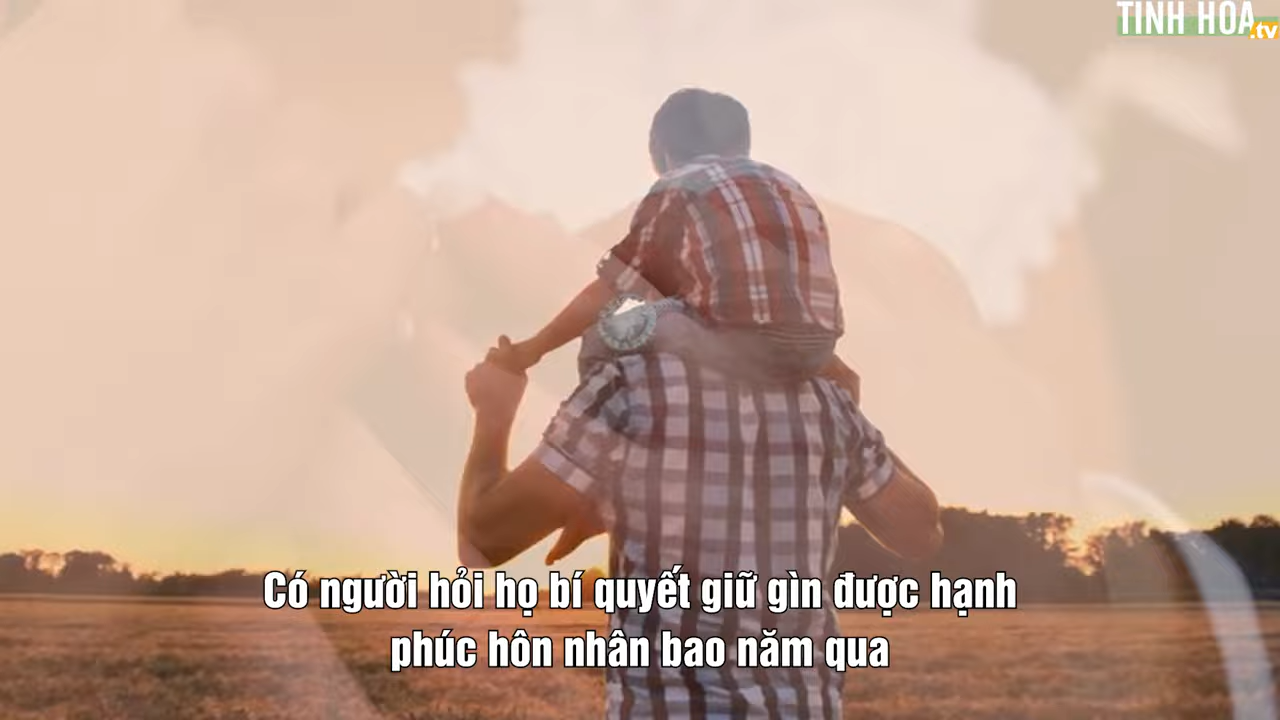 TINH HOA
.tv
Có người hỏi họ bí quyết giữ gìn được hạnh
phúc hôn nhân bao năm qua